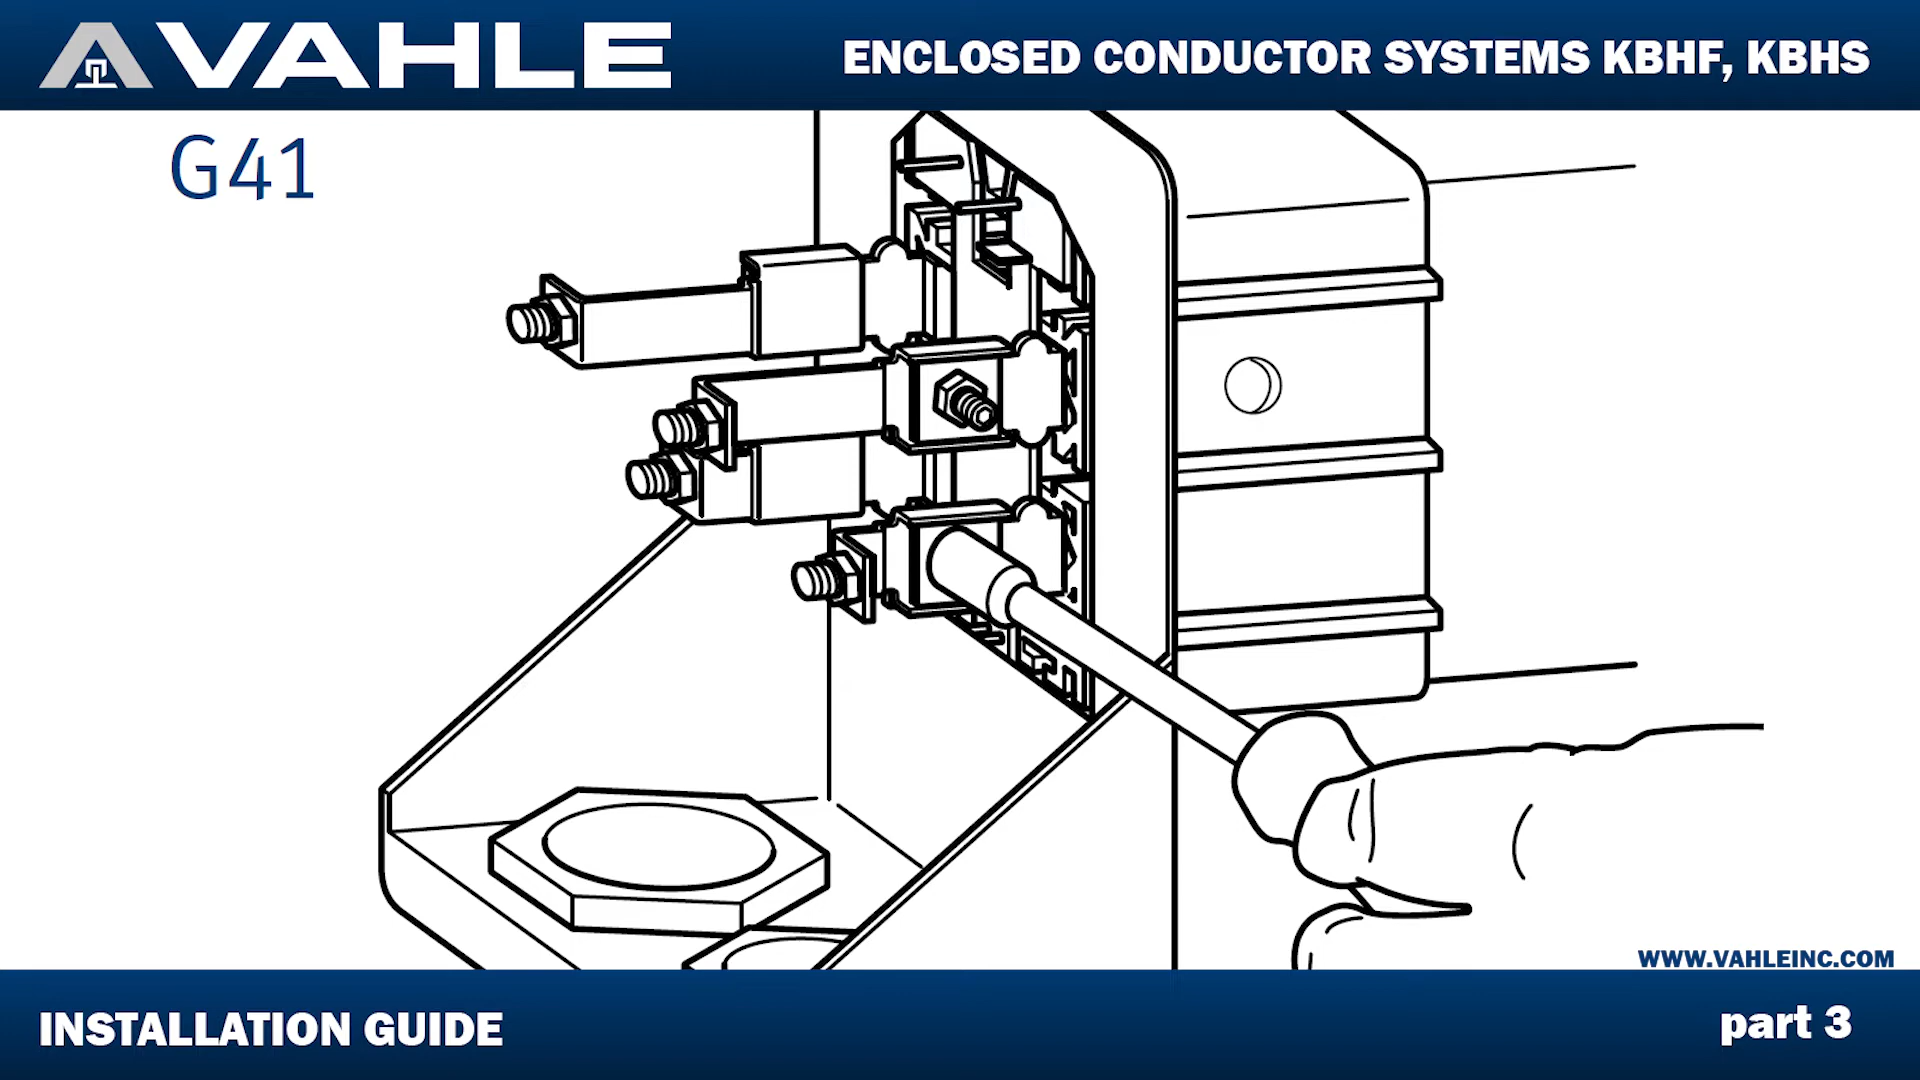 VAHLE
ENCLOSED CONDUCTOR SYSTEMS KBHF, KBHS
G41
WWW.VAHLEINC.COM
INSTALLATION GUIDE
part 3